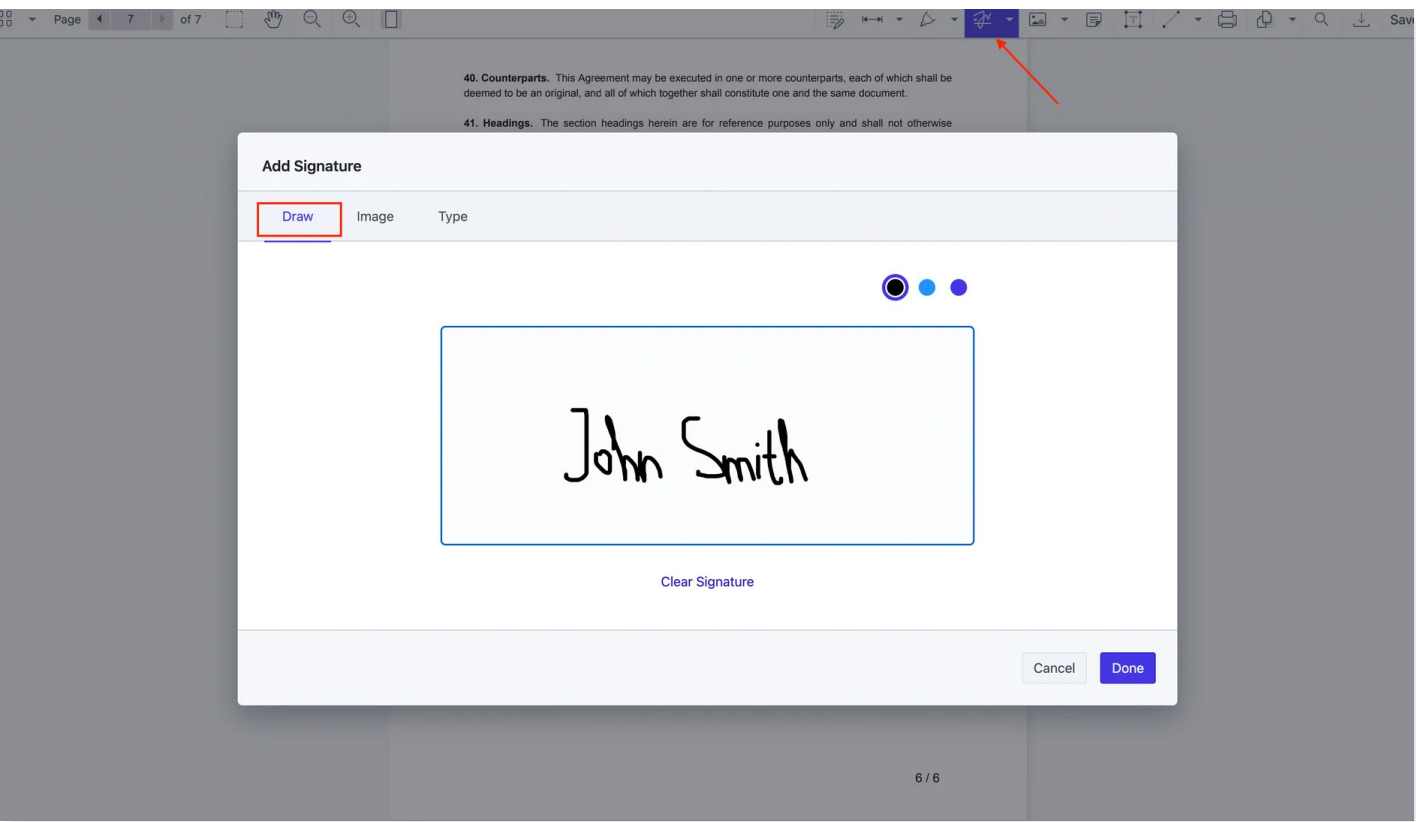 Page 7 of 7 Save
40. Counterparts. This Agreement may be executed in one or more counterparts, each of which shall be
deemed to be an original, and all of which together shall constitute one and the same document.
41. Headings. The section headings herein are for reference purposes only and shall not otherwise
Add Signature
Draw Image Type
John Smith
Clear Signature
Cancel Done
6 / 6